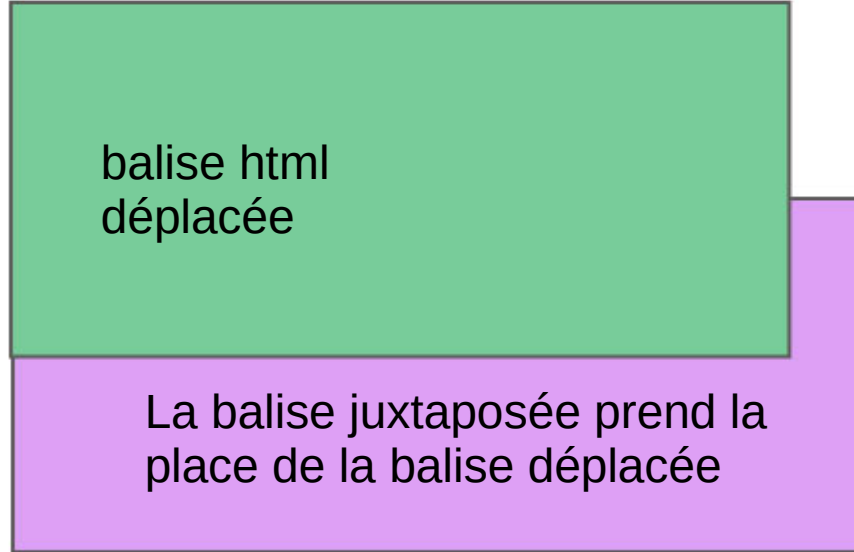 balise html
déplacée
La balise juxtaposée prend la
place de la balise déplacée